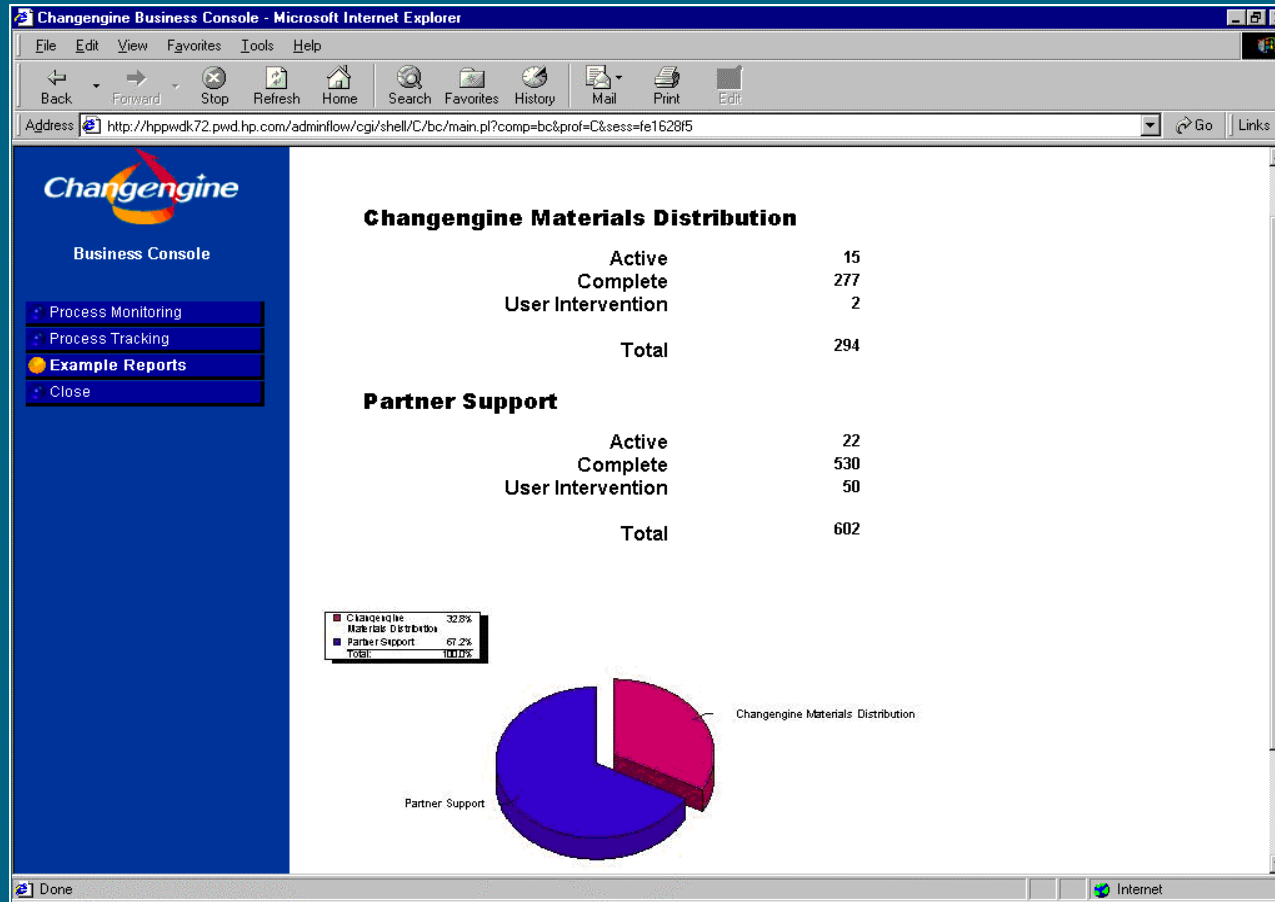 Changengine Business Console - Microsoft Internet Explorer
File Edit View Favorites Tools Help
Back Forward Stop Refresh Home Search Favorites History Mail Print Edit
Address http://hppwdk72.pwd.hp.com/adminflow/cgi/shell/C/bc/main.pl?comp=bc&prof=C&sess=fe1628f5 Go Links
Changengine
Business Console
Process Monitoring
Process Tracking
Example Reports
Close
Changengine Materials Distribution
Active 15
Complete 277
User Intervention 2
Total 294
Partner Support
Active 22
Complete 530
User Intervention 50
Total 602
Changengine 32.8%
Materials Distribution
Partner Support 67.2%
Total: 100.0%
Changengine Materials Distribution
Partner Support
Done Internet